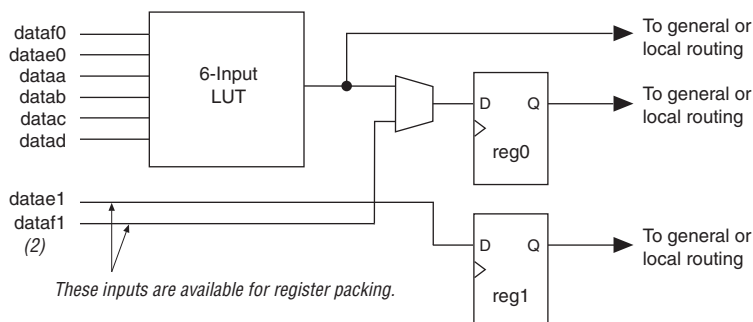 dataf0
datae0
dataa
datab
datac
datad
6-Input
LUT
To general or
local routing
D Q
reg0
To general or
local routing
datae1
dataf1
(2)
These inputs are available for register packing.
D Q
reg1
To general or
local routing